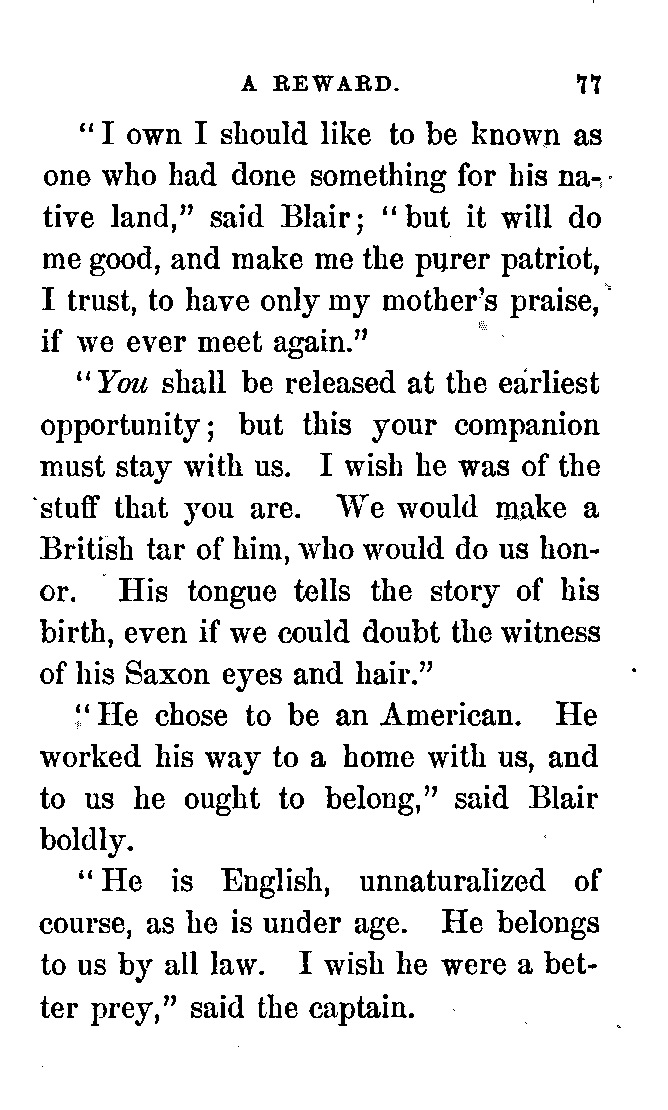 A REWARD. 77
“I own I should like to be known as
one who had done something for his na-
tive land,” said Blair; “but it will do
me good, and make me the purer patriot,
I trust, to have only my mother’s praise,
if we ever meet again.”
“You shall be released at the earliest
opportunity; but this your companion
must stay with us. I wish he was of the
stuff that you are. We would make a
British tar of him, who would do us hon-
or. His tongue tells the story of his
birth, even if we could doubt the witness
of his Saxon eyes and hair.”
“He chose to be an American. He
worked his way to a home with us, and
to us he ought to belong,” said Blair
boldly.
“He is English, unnaturalized of
course, as he is under age. He belongs
to us by all law. I wish he were a bet-
ter prey,” said the captain.